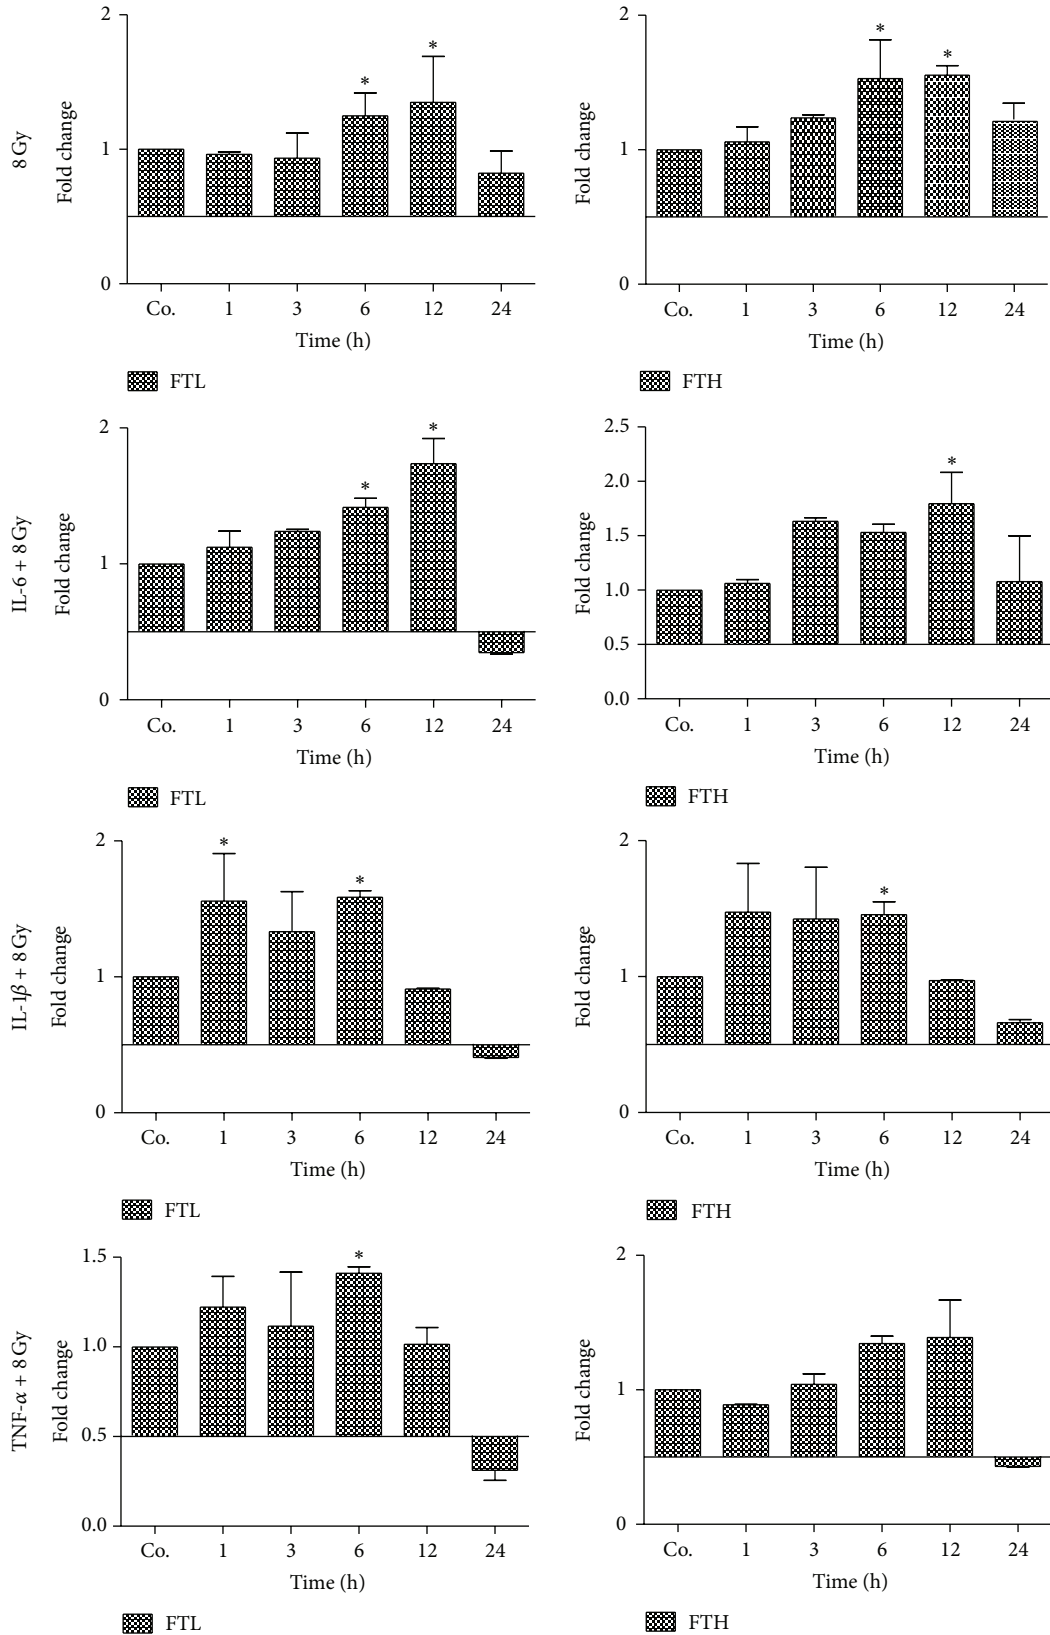 8 Gy
Fold change
2
1
0
*
*
Co. 1 3 6 12 24
Time (h)
FTL
Fold change
2
1
0
*
*
Co. 1 3 6 12 24
Time (h)
FTH
IL-6 + 8 Gy
Fold change
2
1
0
*
*
Co. 1 3 6 12 24
Time (h)
FTL
Fold change
2.5
2.0
1.5
1.0
0.5
0.0
*
Co. 1 3 6 12 24
Time (h)
FTH
IL-1β + 8 Gy
Fold change
2
1
0
*
*
Co. 1 3 6 12 24
Time (h)
FTL
Fold change
2
1
0
*
Co. 1 3 6 12 24
Time (h)
FTH
TNF-α + 8 Gy
Fold change
1.5
1.0
0.5
0.0
*
Co. 1 3 6 12 24
Time (h)
FTL
Fold change
2
1
0
Co. 1 3 6 12 24
Time (h)
FTH